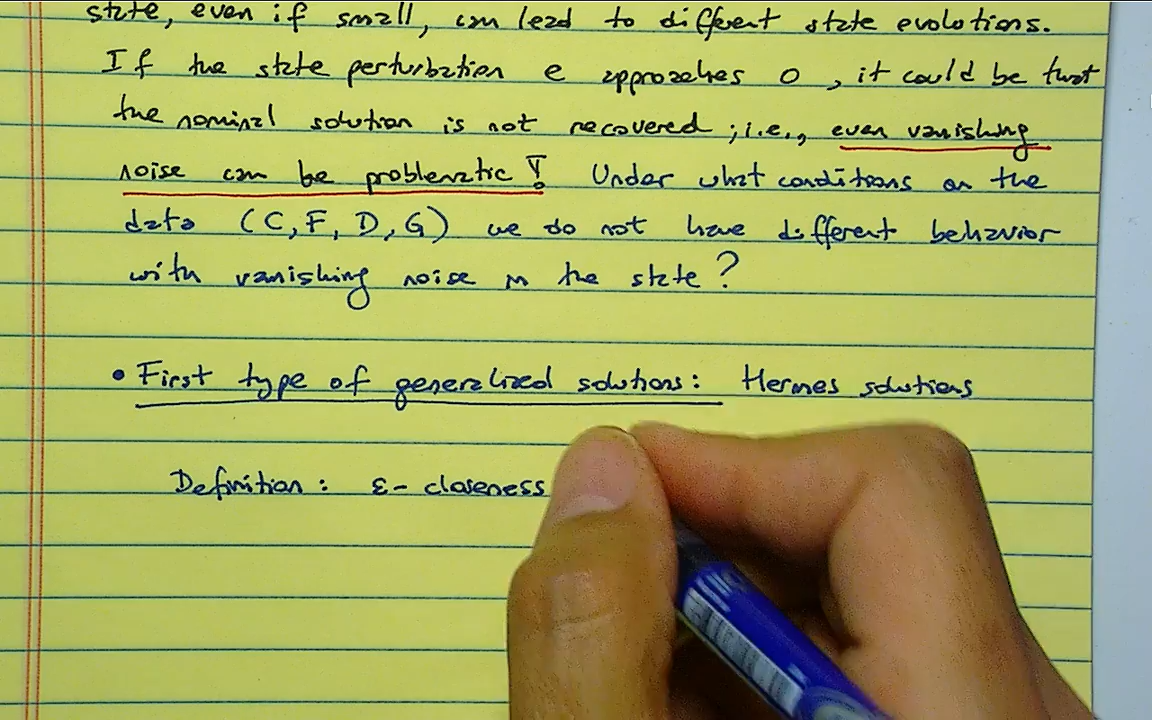 state, even if small, can lead to different state evolutions.
If the state perturbation e approaches 0, it could be that
the nominal solution is not recovered; i.e., even vanishing
noise can be problematic! Under what conditions on the
data (C, F, D, G) we do not have different behavior
with vanishing noise in the state?
• First type of generalized solutions: Hermes solutions
Definition: ε-closeness